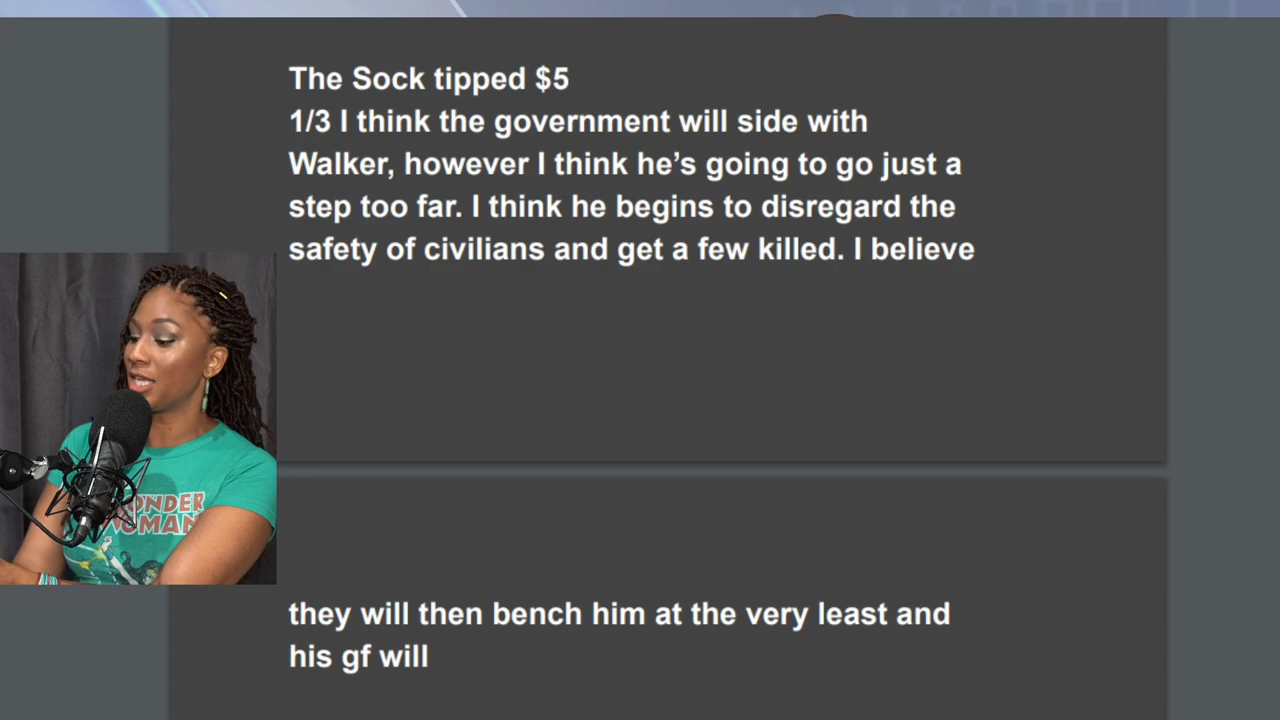 The Sock tipped $5
1/3 I think the government will side with
Walker, however I think he’s going to go just a
step too far. I think he begins to disregard the
safety of civilians and get a few killed. I believe
WONDER
WOMAN
they will then bench him at the very least and
his gf will